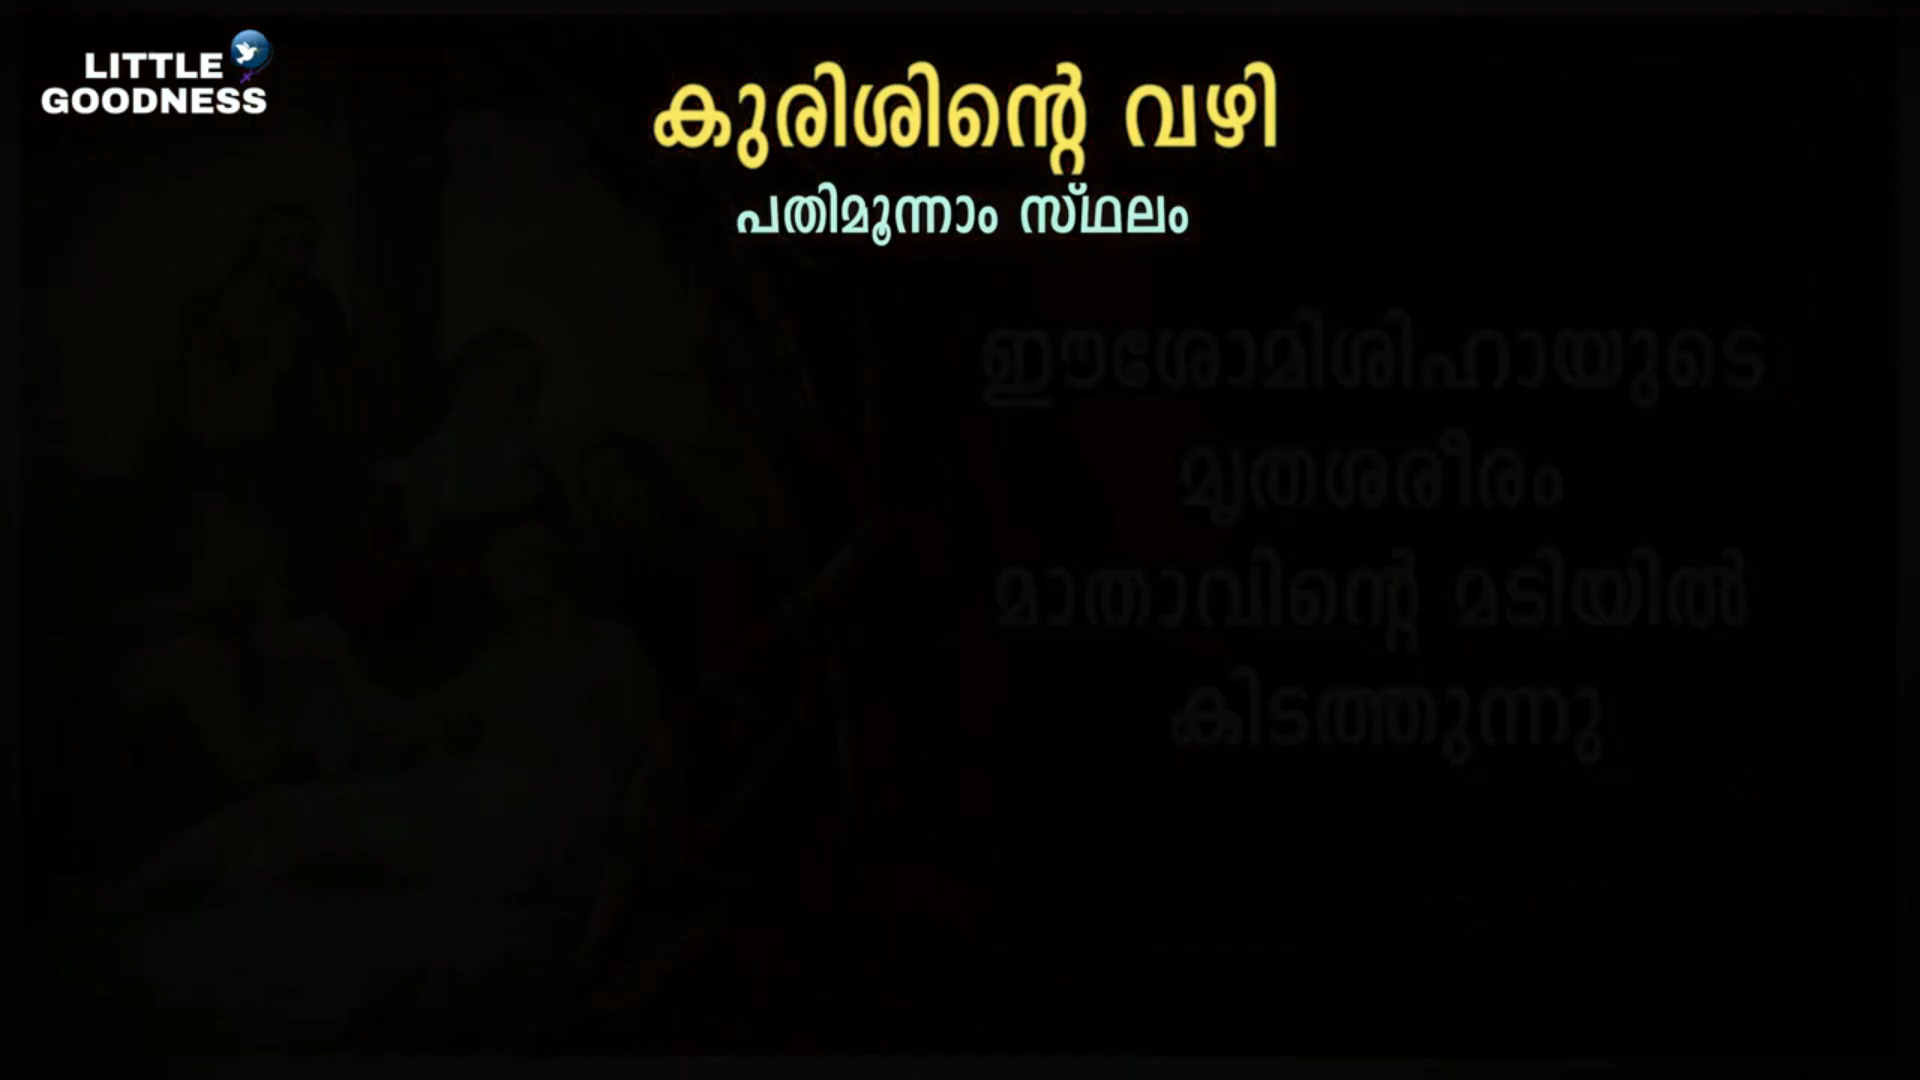 LITTLE
GOODNESS
കുരിശിന്റെ വഴി
പതിമൂന്നാം സ്ഥലം
ഈശോമിശിഹായുടെ
മൃതശരീരം
മാതാവിന്റെ മടിയിൽ
കിടത്തുന്നു